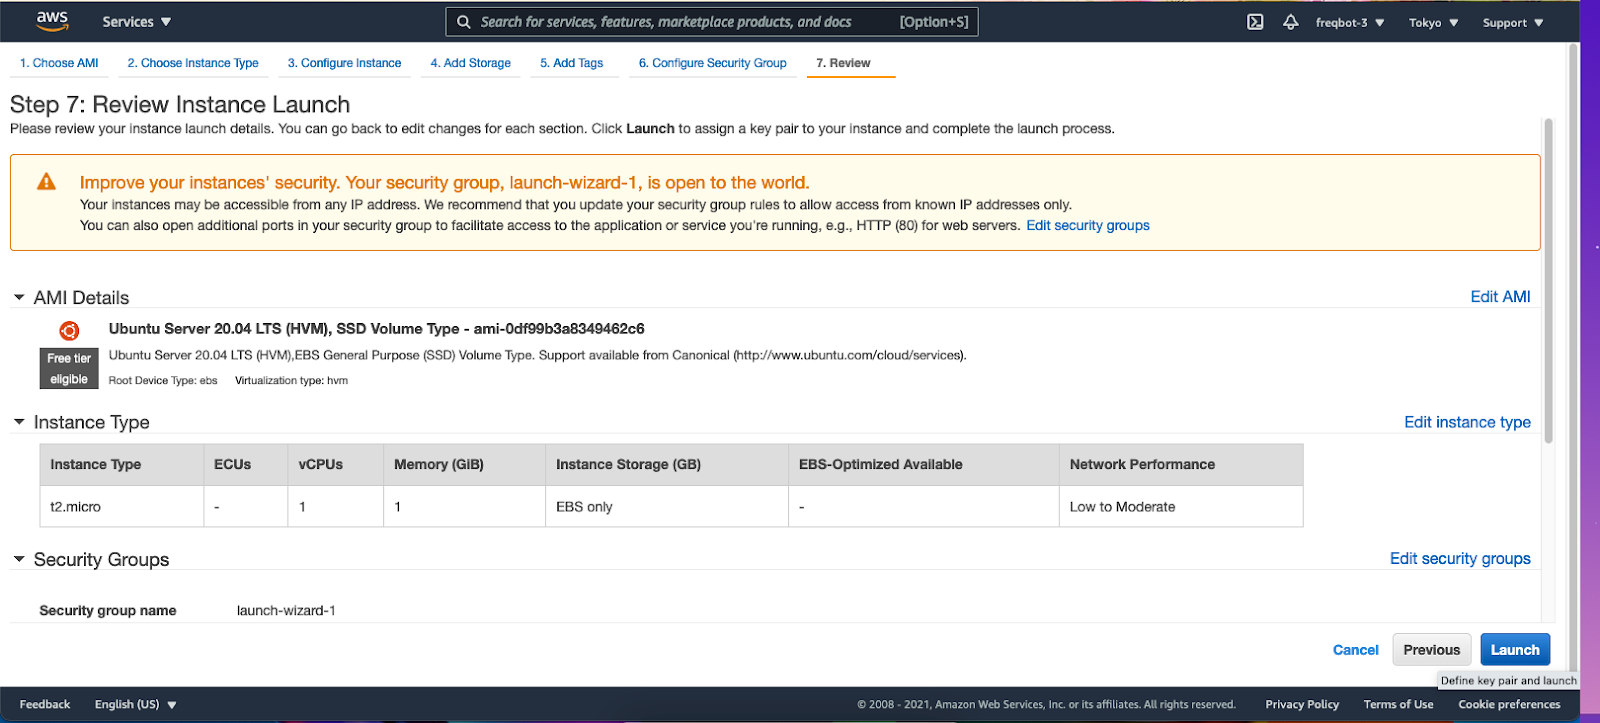 aws Services Search for services, features, marketplace products, and docs [Option+S] freqbot-3 Tokyo Support
1. Choose AMI 2. Choose Instance Type 3. Configure Instance 4. Add Storage 5. Add Tags 6. Configure Security Group 7. Review
Step 7: Review Instance Launch
Please review your instance launch details. You can go back to edit changes for each section. Click Launch to assign a key pair to your instance and complete the launch process.
Improve your instances' security. Your security group, launch-wizard-1, is open to the world.
Your instances may be accessible from any IP address. We recommend that you update your security group rules to allow access from known IP addresses only.
You can also open additional ports in your security group to facilitate access to the application or service you're running, e.g., HTTP (80) for web servers. Edit security groups
AMI Details Edit AMI
Ubuntu Server 20.04 LTS (HVM), SSD Volume Type - ami-0df99b3a8349462c6
Free tier eligible
Ubuntu Server 20.04 LTS (HVM),EBS General Purpose (SSD) Volume Type. Support available from Canonical (http://www.ubuntu.com/cloud/services).
Root Device Type: ebs Virtualization type: hvm
Instance Type Edit instance type
Instance Type ECUs vCPUs Memory (GiB) Instance Storage (GB) EBS-Optimized Available Network Performance
t2.micro - 1 1 EBS only - Low to Moderate
Security Groups Edit security groups
Security group name launch-wizard-1
Cancel Previous Launch
Define key pair and launch
Feedback English (US) © 2008 - 2021, Amazon Web Services, Inc. or its affiliates. All rights reserved. Privacy Policy Terms of Use Cookie preferences